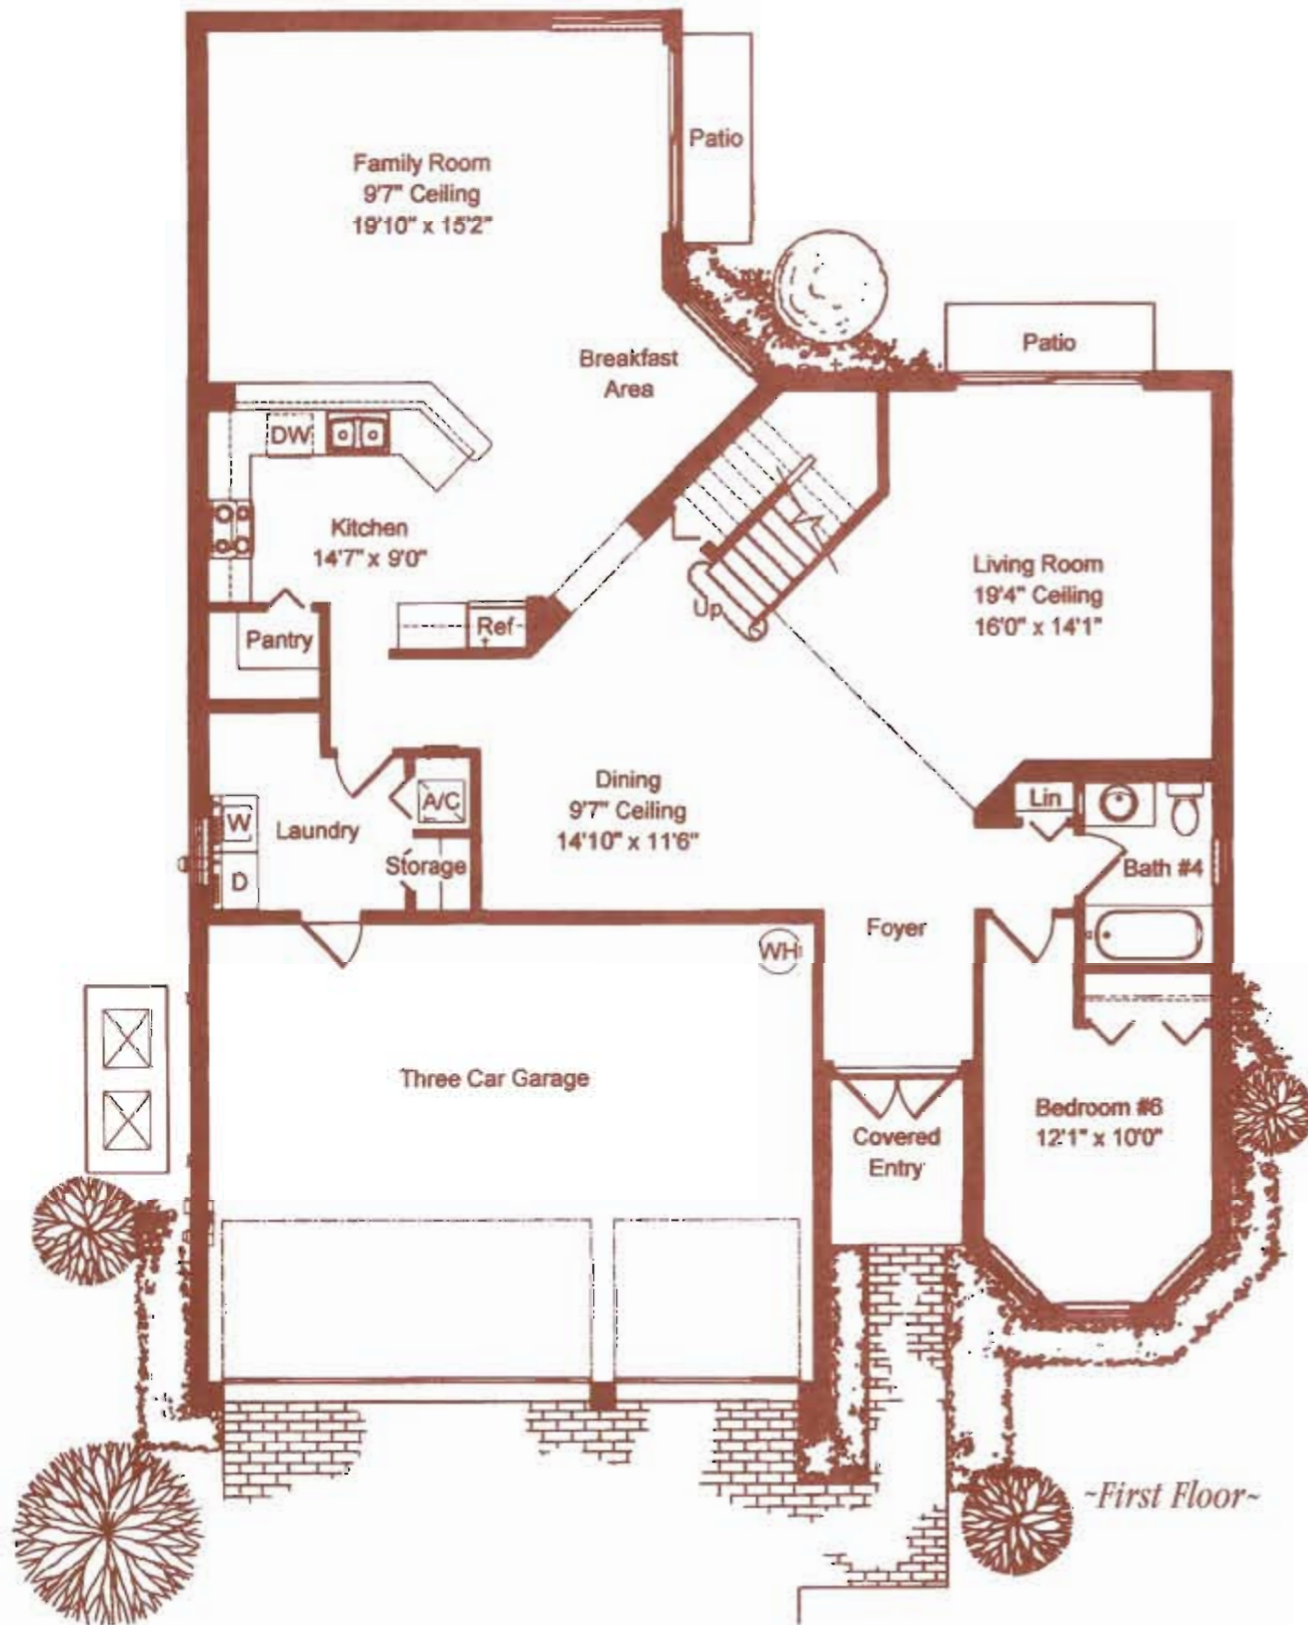 Patio
Family Room
9'7" Ceiling
19'10" x 15'2"
Patio
Breakfast
Area
DW
Kitchen
14'7" x 9'0"
Living Room
19'4" Ceiling
16'0" x 14'1"
Up
Ref
Pantry
Dining
9'7" Ceiling
14'10" x 11'6"
A/C
Lin
W
Laundry
Storage
Bath #4
D
Foyer
WH
Three Car Garage
Bedroom #6
12'1" x 10'0"
Covered
Entry
~First Floor~